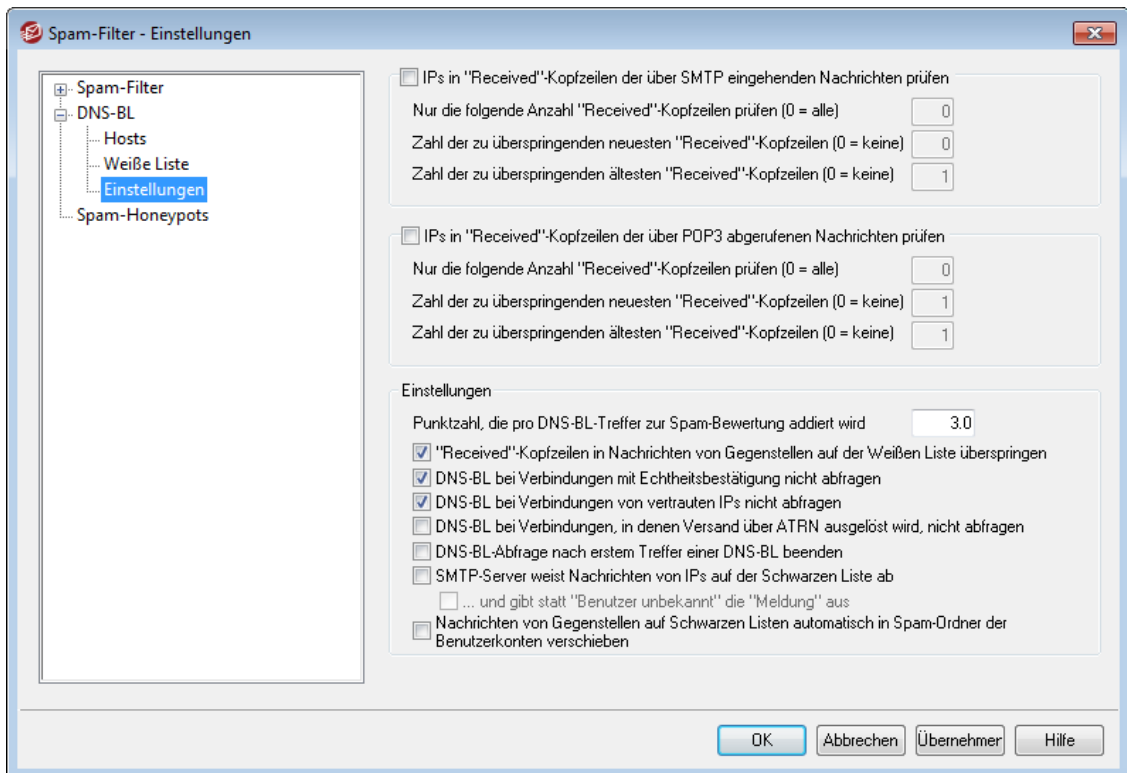 Spam-Filter - Einstellungen
Spam-Filter
DNS-BL
Hosts
Weiße Liste
Einstellungen
Spam-Honeypots
IPs in "Received"-Kopfzeilen der über SMTP eingehenden Nachrichten prüfen
Nur die folgende Anzahl "Received"-Kopfzeilen prüfen (0 = alle) 0
Zahl der zu überspringenden neuesten "Received"-Kopfzeilen (0 = keine) 0
Zahl der zu überspringenden ältesten "Received"-Kopfzeilen (0 = keine) 1
IPs in "Received"-Kopfzeilen der über POP3 abgerufenen Nachrichten prüfen
Nur die folgende Anzahl "Received"-Kopfzeilen prüfen (0 = alle) 0
Zahl der zu überspringenden neuesten "Received"-Kopfzeilen (0 = keine) 1
Zahl der zu überspringenden ältesten "Received"-Kopfzeilen (0 = keine) 1
Einstellungen
Punktzahl, die pro DNS-BL-Treffer zur Spam-Bewertung addiert wird 3.0
"Received"-Kopfzeilen in Nachrichten von Gegenstellen auf der Weißen Liste überspringen
DNS-BL bei Verbindungen mit Echtheitsbestätigung nicht abfragen
DNS-BL bei Verbindungen von vertrauten IPs nicht abfragen
DNS-BL bei Verbindungen, in denen Versand über ATRN ausgelöst wird, nicht abfragen
DNS-BL-Abfrage nach erstem Treffer einer DNS-BL beenden
SMTP-Server weist Nachrichten von IPs auf der Schwarzen Liste ab
... und gibt statt "Benutzer unbekannt" die "Meldung" aus
Nachrichten von Gegenstellen auf Schwarzen Listen automatisch in Spam-Ordner der
Benutzerkonten verschieben
OK Abbrechen Übernehmer Hilfe